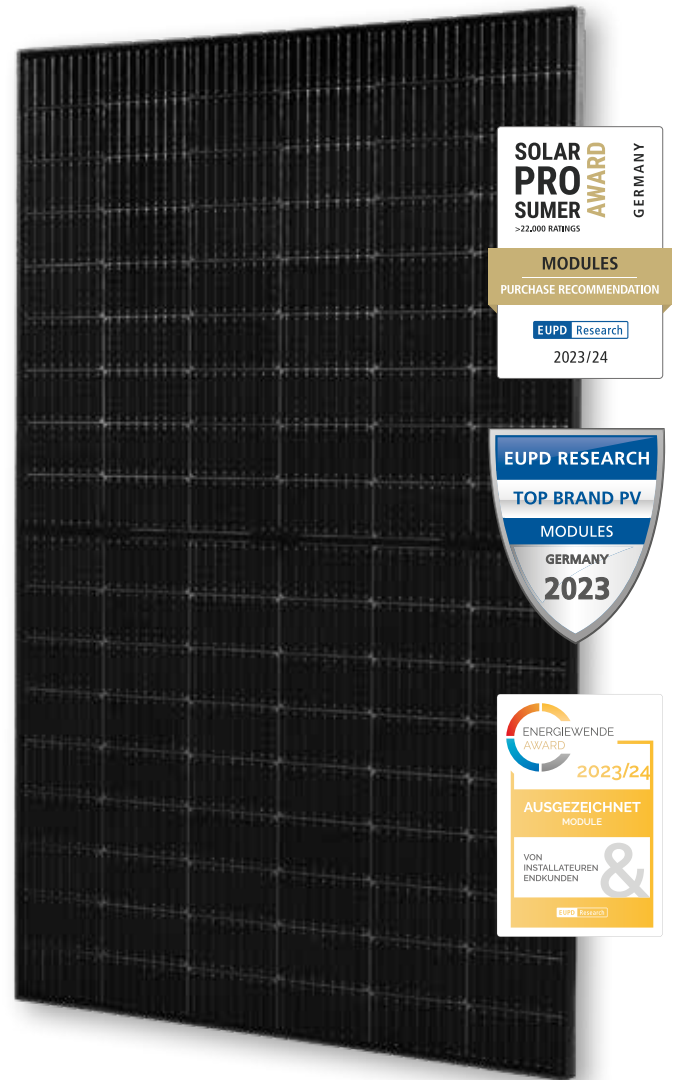 SOLAR
PRO
SUMER
>22.000 RATINGS
AWARD
GERMANY
MODULES
PURCHASE RECOMMENDATION
EUPD Research
2023/24
EUPD RESEARCH
TOP BRAND PV
MODULES
GERMANY
2023
ENERGIEWENDE
AWARD
2023/24
AUSGEZEICHNET
MODULE
VON
INSTALLATEUREN
&
ENDKUNDEN
EUPD Research